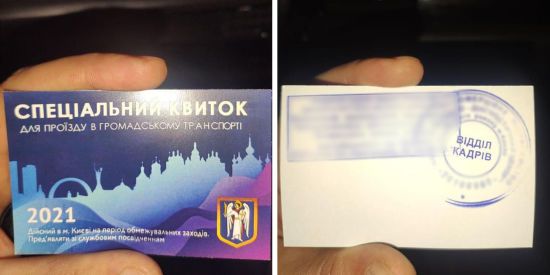 СПЕЦІАЛЬНИЙ КВИТОК
ДЛЯ ПРОЇЗДУ В ГРОМАДСЬКОМУ ТРАНСПОРТІ
2021
Дійсний в м. Києві на період обмежувальних заходів.
Пред'являти зі службовим посвідченням
ВІДДІЛ
КАДРІВ